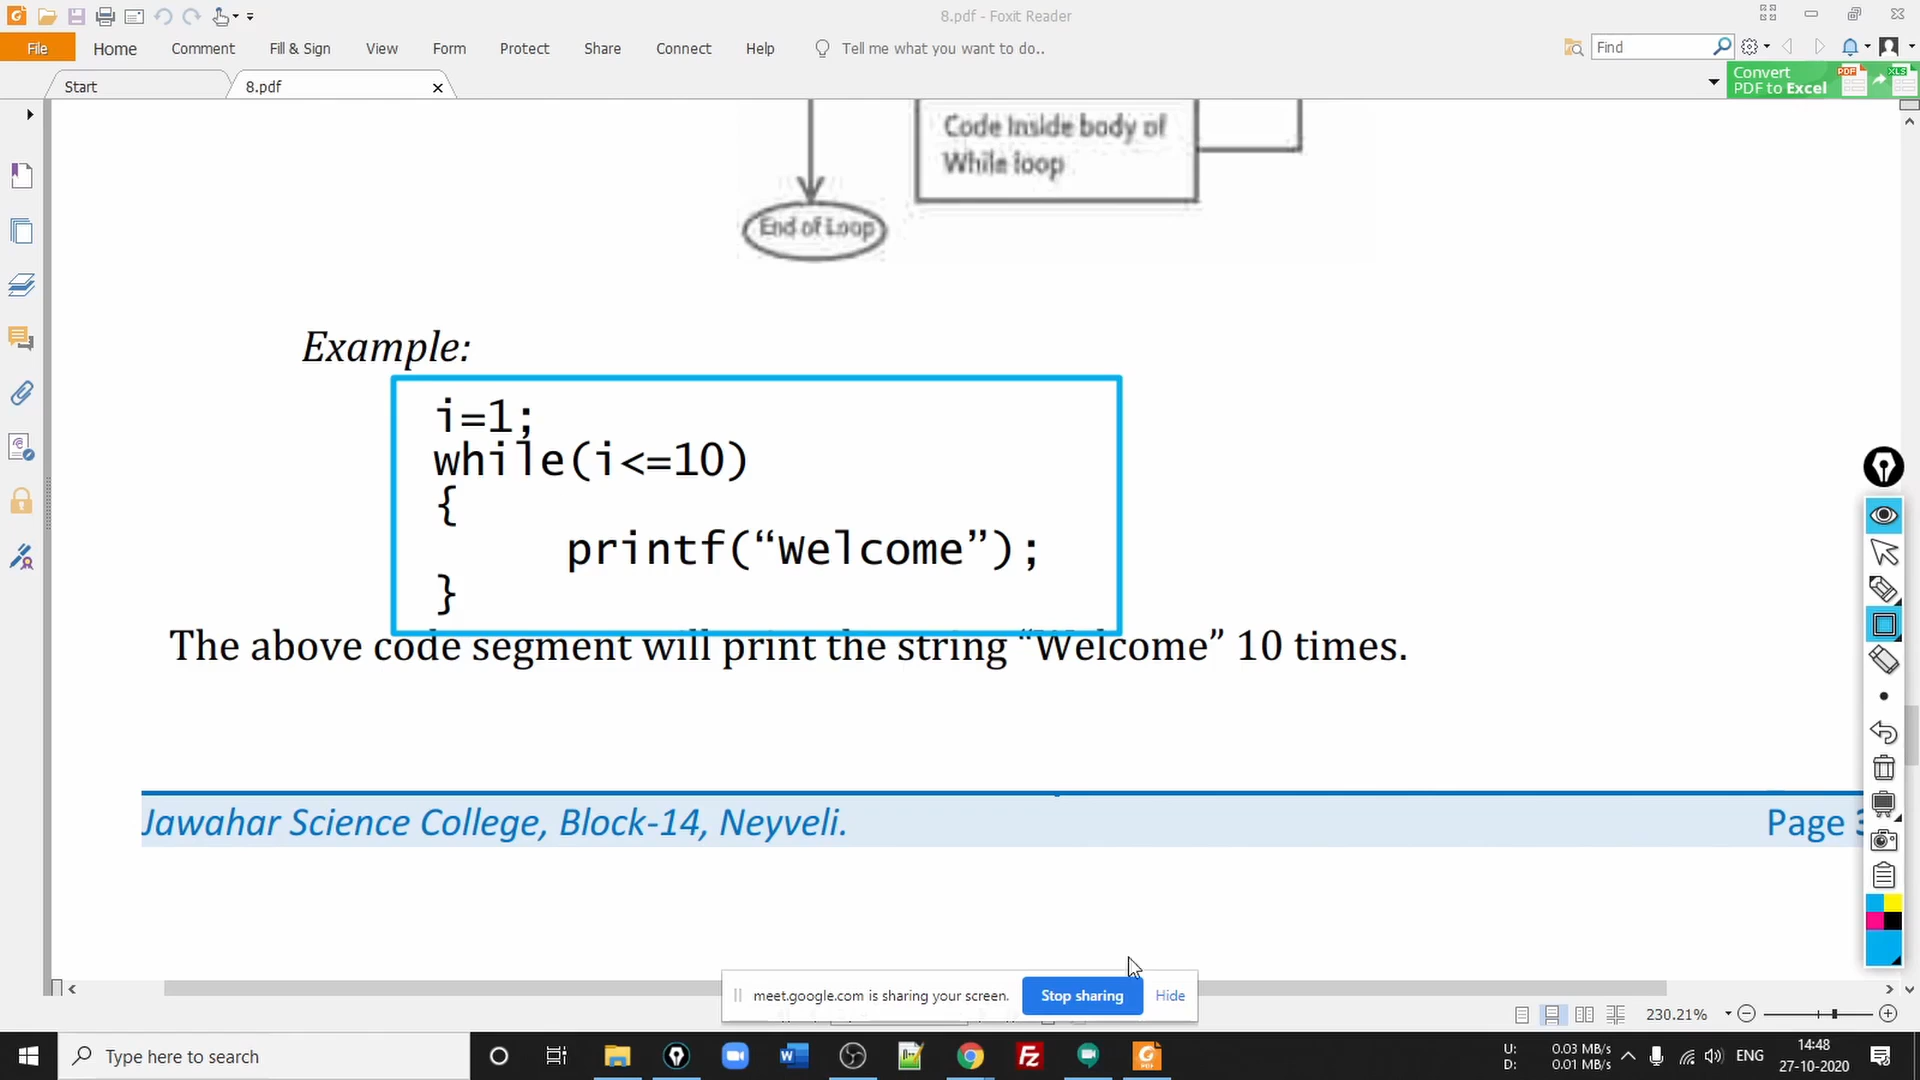 8.pdf - Foxit Reader
File Home Comment Fill & Sign View Form Protect Share Connect Help Tell me what you want to do.. Find
Start 8.pdf
Convert
PDF to Excel
PDF XLS
Code Inside body of
While loop
End of Loop
Example:
i=1;
while(i<=10)
{
printf(“Welcome”);
}
The above code segment will print the string “Welcome” 10 times.
Jawahar Science College, Block-14, Neyveli. Page
meet.google.com is sharing your screen. Stop sharing Hide
230.21%
Type here to search
U: 0.03 MB/s
D: 0.01 MB/s
ENG
14:48
27-10-2020